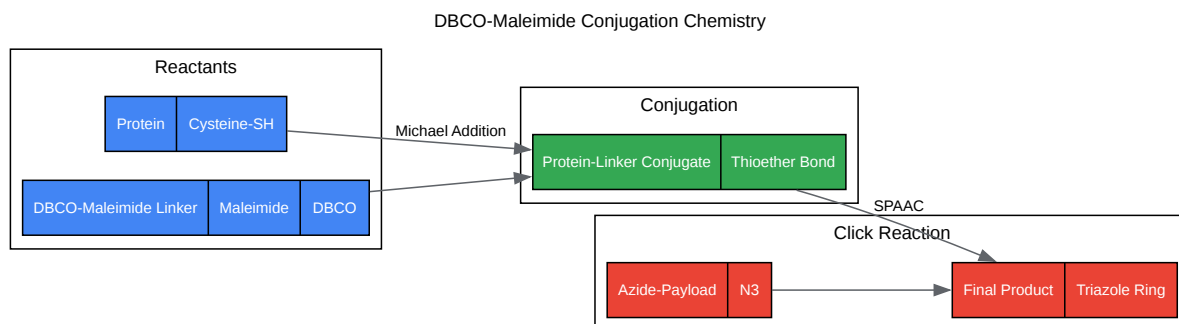 DBCO-Maleimide Conjugation Chemistry
Reactants
Protein
Cysteine-SH
DBCO-Maleimide Linker
Maleimide
DBCO
Michael Addition
Conjugation
Protein-Linker Conjugate
Thioether Bond
SPAAC
Click Reaction
Azide-Payload
N3
Final Product
Triazole Ring